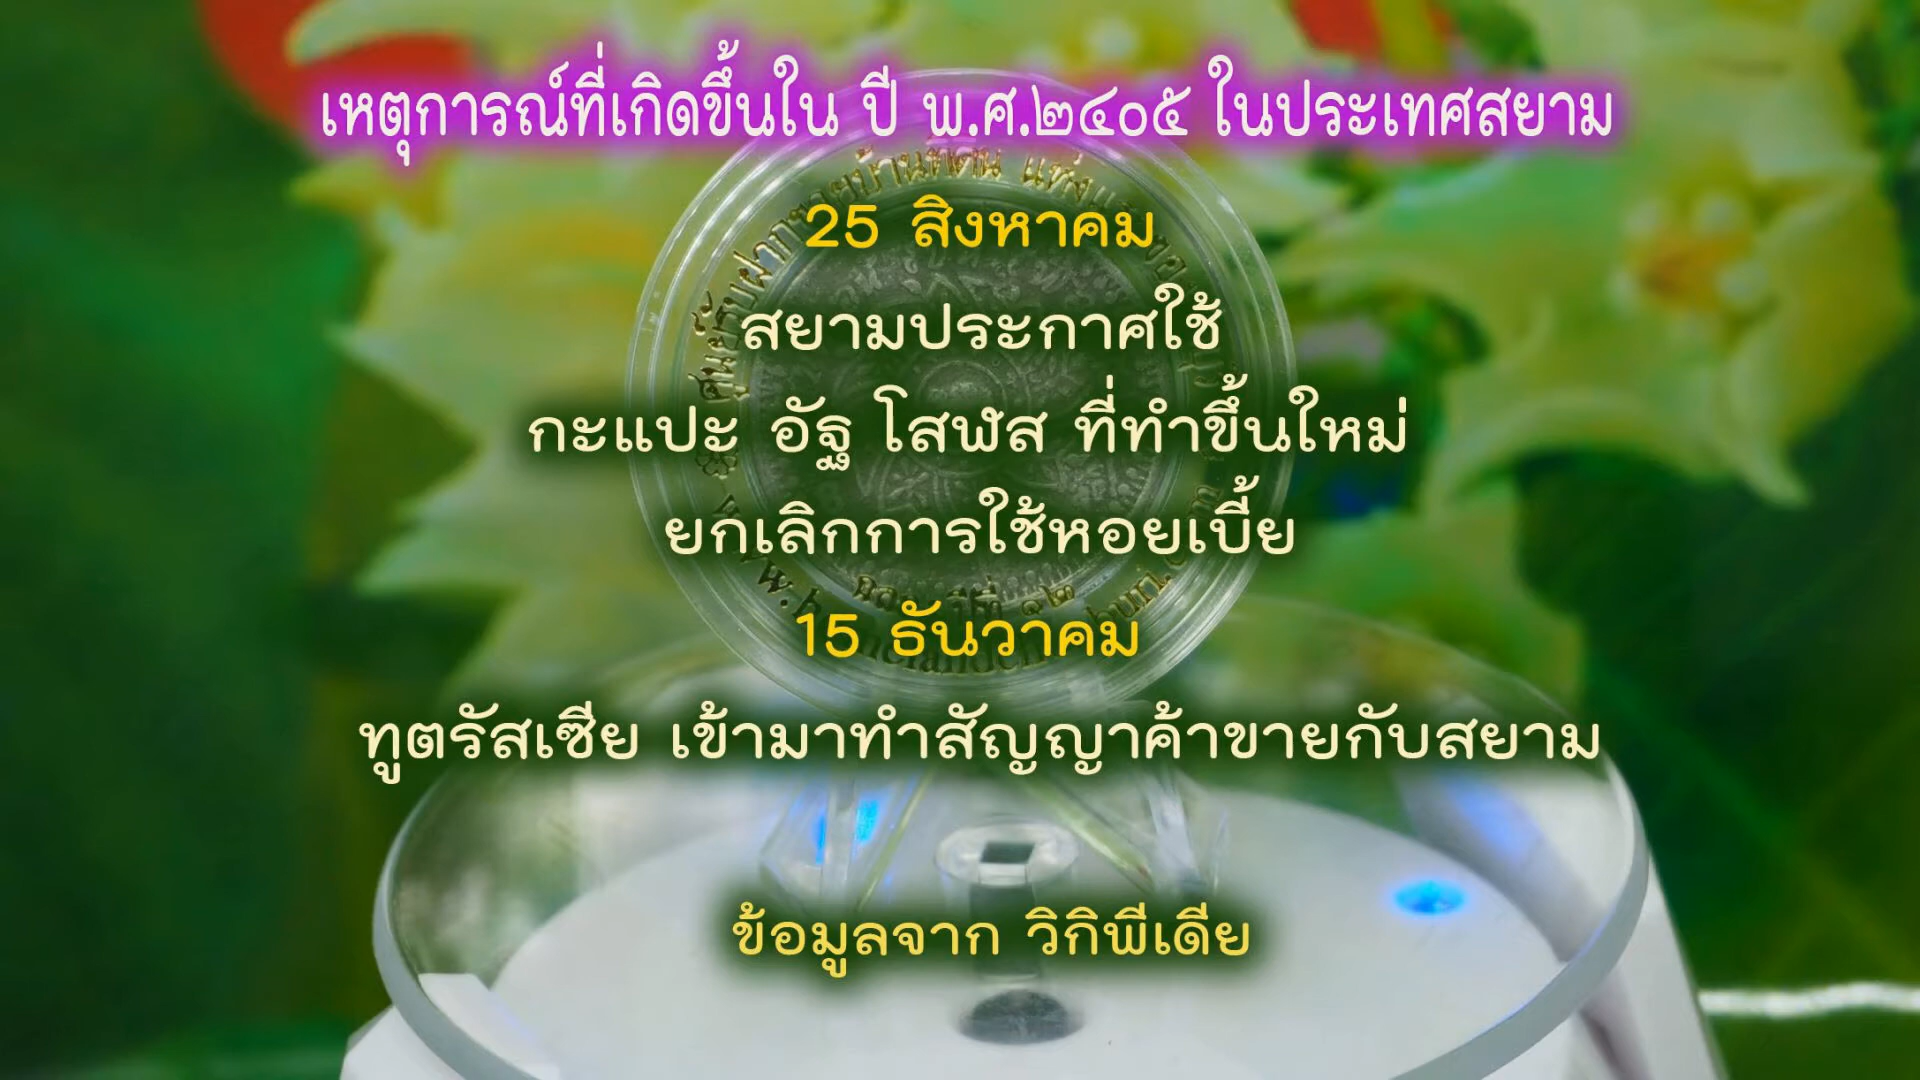 เหตุการณ์ที่เกิดขึ้นใน ปี พ.ศ.๒๔๐๕ ในประเทศสยาม
25 สิงหาคม
สยามประกาศใช้
กะแปะ อัฐ โสฬส ที่ทำขึ้นใหม่
ยกเลิกการใช้หอยเบี้ย
15 ธันวาคม
ทูตรัสเซีย เข้ามาทำสัญญาค้าขายกับสยาม
ข้อมูลจาก วิกิพีเดีย